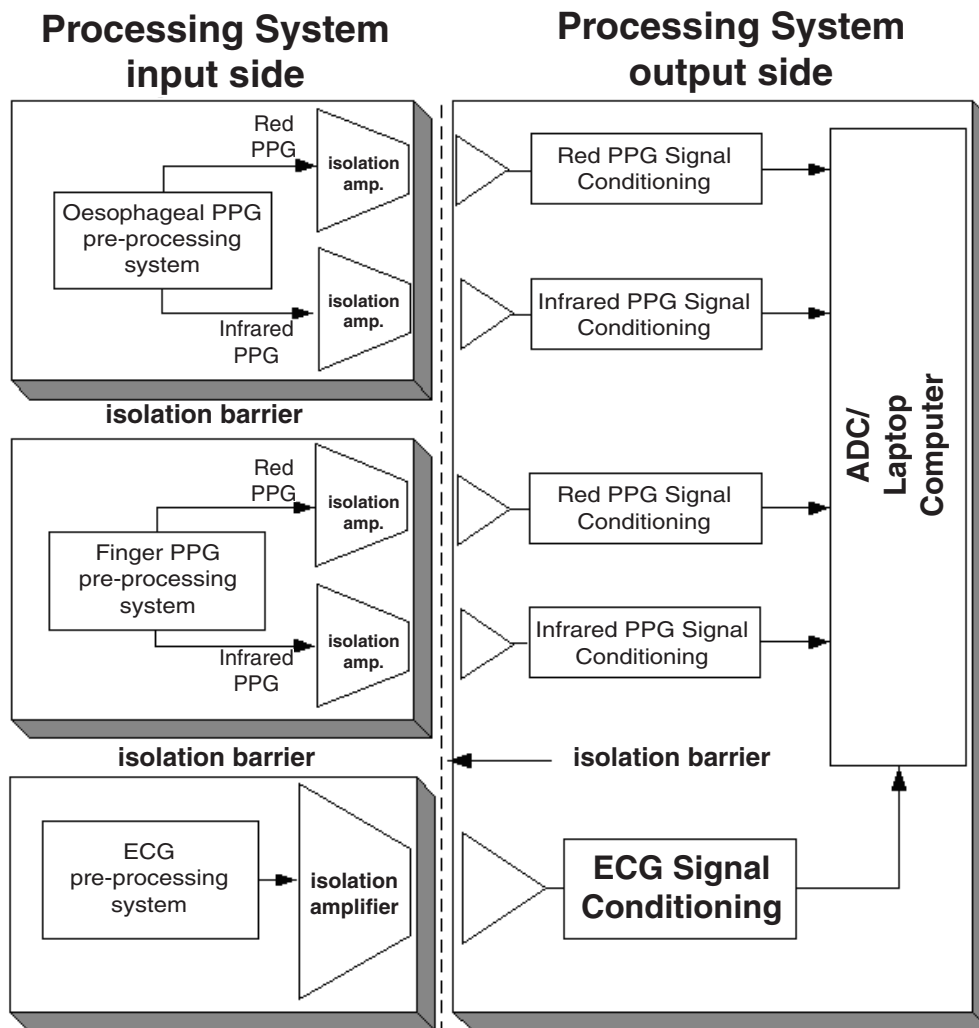 Processing System
input side
Processing System
output side
Red
PPG
isolation
amp.
Oesophageal PPG
pre-processing
system
isolation
amp.
Infrared
PPG
isolation barrier
Red
PPG
isolation
amp.
Finger PPG
pre-processing
system
isolation
amp.
Infrared
PPG
isolation barrier
ECG
pre-processing
system
isolation
amplifier
Red PPG Signal
Conditioning
Infrared PPG Signal
Conditioning
Red PPG Signal
Conditioning
Infrared PPG Signal
Conditioning
isolation barrier
ECG Signal
Conditioning
ADC/
Laptop
Computer